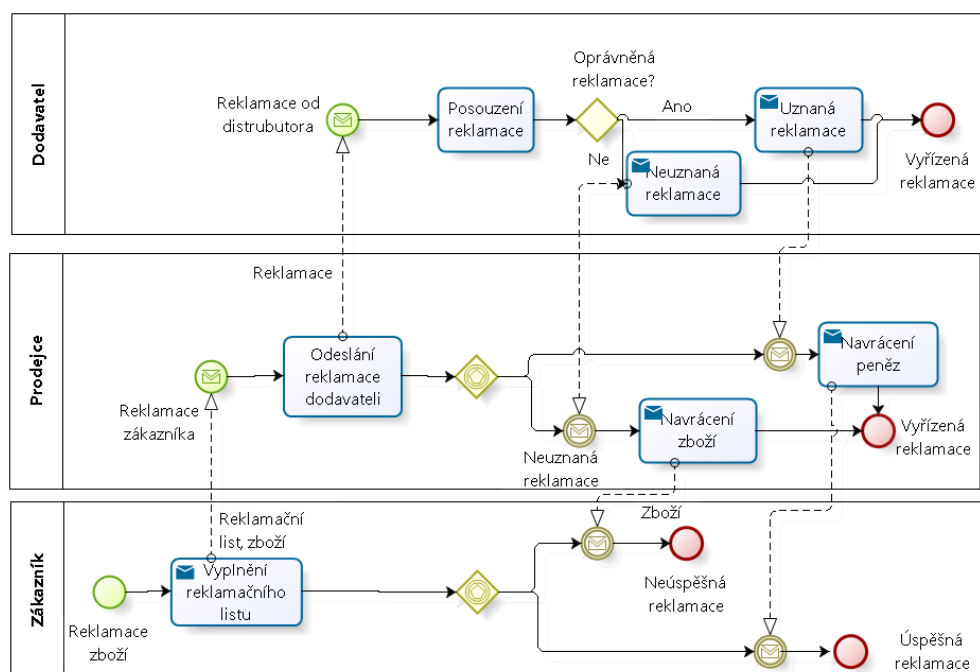 Dodavatel
Reklamace od
distrubutora
Posouzení
reklamace
Oprávněná
reklamace?
Ano
Ne
Uznaná
reklamace
Neuznaná
reklamace
Vyřízená
reklamace
Prodejce
Reklamace
Reklamace
zákazníka
Odeslání
reklamace
dodavateli
Neuznaná
reklamace
Navrácení
zboží
Navrácení
peněz
Vyřízená
reklamace
Zákazník
Reklamace
zboží
Reklamační
list, zboží
Vyplnění
reklamačního
listu
Zboží
Neúspěšná
reklamace
Úspěšná
reklamace